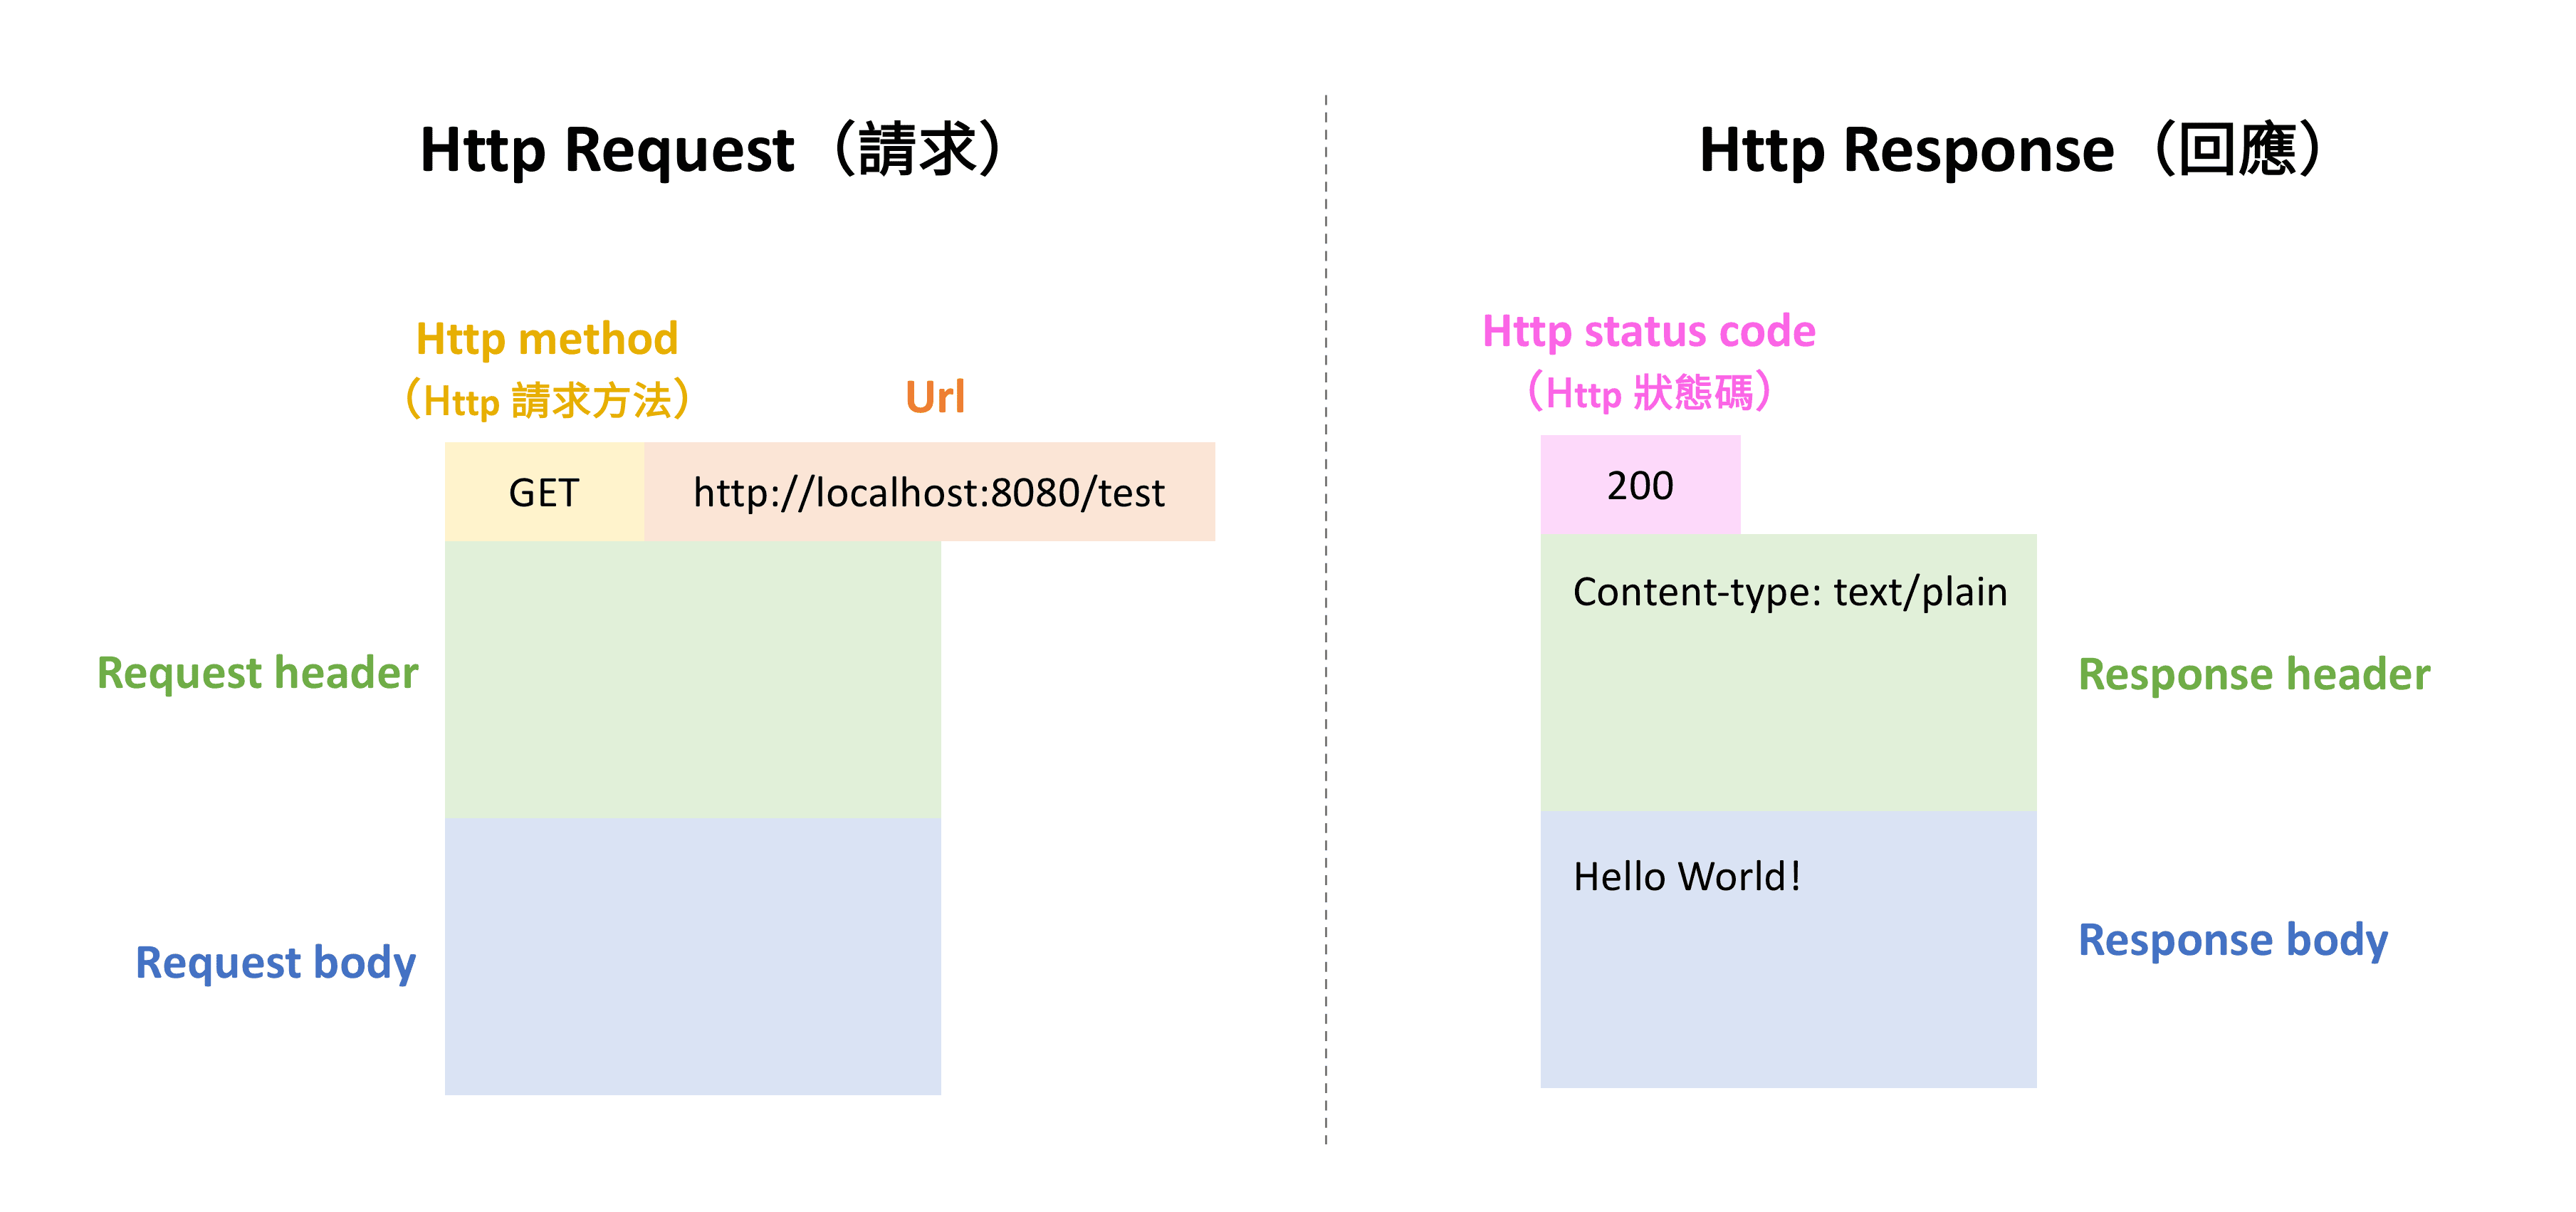 Http Request（請求）
Http method
（Http 請求方法）
Url
GET
http://localhost:8080/test
Request header
Request body
Http Response（回應）
Http status code
（Http 狀態碼）
200
Content-type: text/plain
Response header
Hello World!
Response body